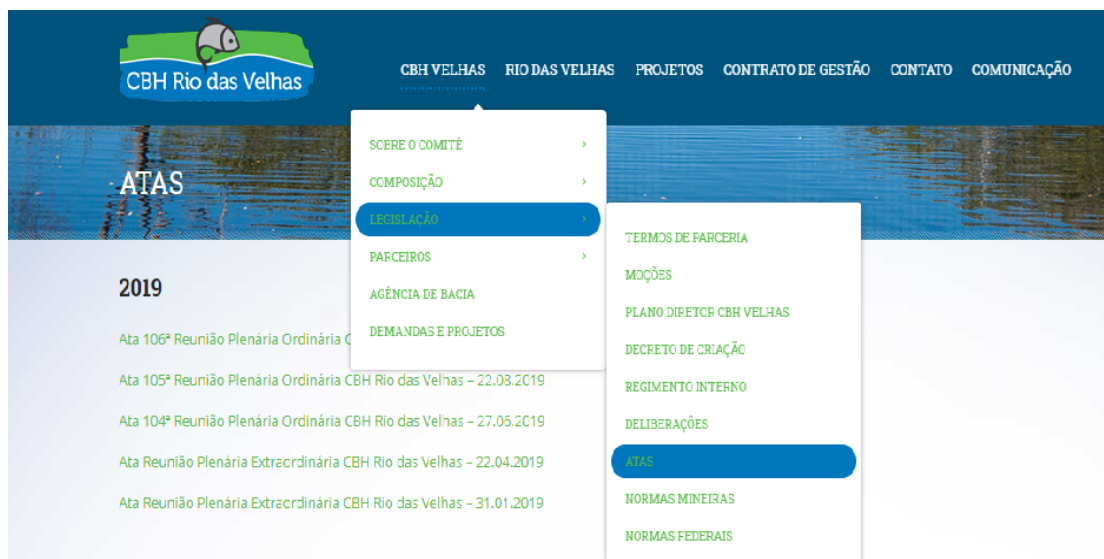 CBH Rio das Velhas
CBH VELHAS RIO DAS VELHAS PROJETOS CONTRATO DE GESTÃO CONTATO COMUNICAÇÃO
ATAS
SOBRE O COMITÊ
COMPOSIÇÃO
LEGISLAÇÃO
PARCEIROS
AGÊNCIA DE BACIA
DEMANDAS E PROJETOS
TERMOS DE PARCERIA
MOÇÕES
PLANO DIRETOR CBH VELHAS
DECRETO DE CRIAÇÃO
REGIMENTO INTERNO
DELIBERAÇÕES
ATAS
NORMAS MINEIRAS
NORMAS FEDERAIS
2019
Ata 106ª Reunião Plenária Ordinária
Ata 105ª Reunião Plenária Ordinária CBH Rio das Velhas – 22.08.2019
Ata 104ª Reunião Plenária Ordinária CBH Rio das Velhas – 27.06.2019
Ata Reunião Plenária Extraordinária CBH Rio das Velhas – 22.04.2019
Ata Reunião Plenária Extraordinária CBH Rio das Velhas – 31.01.2019